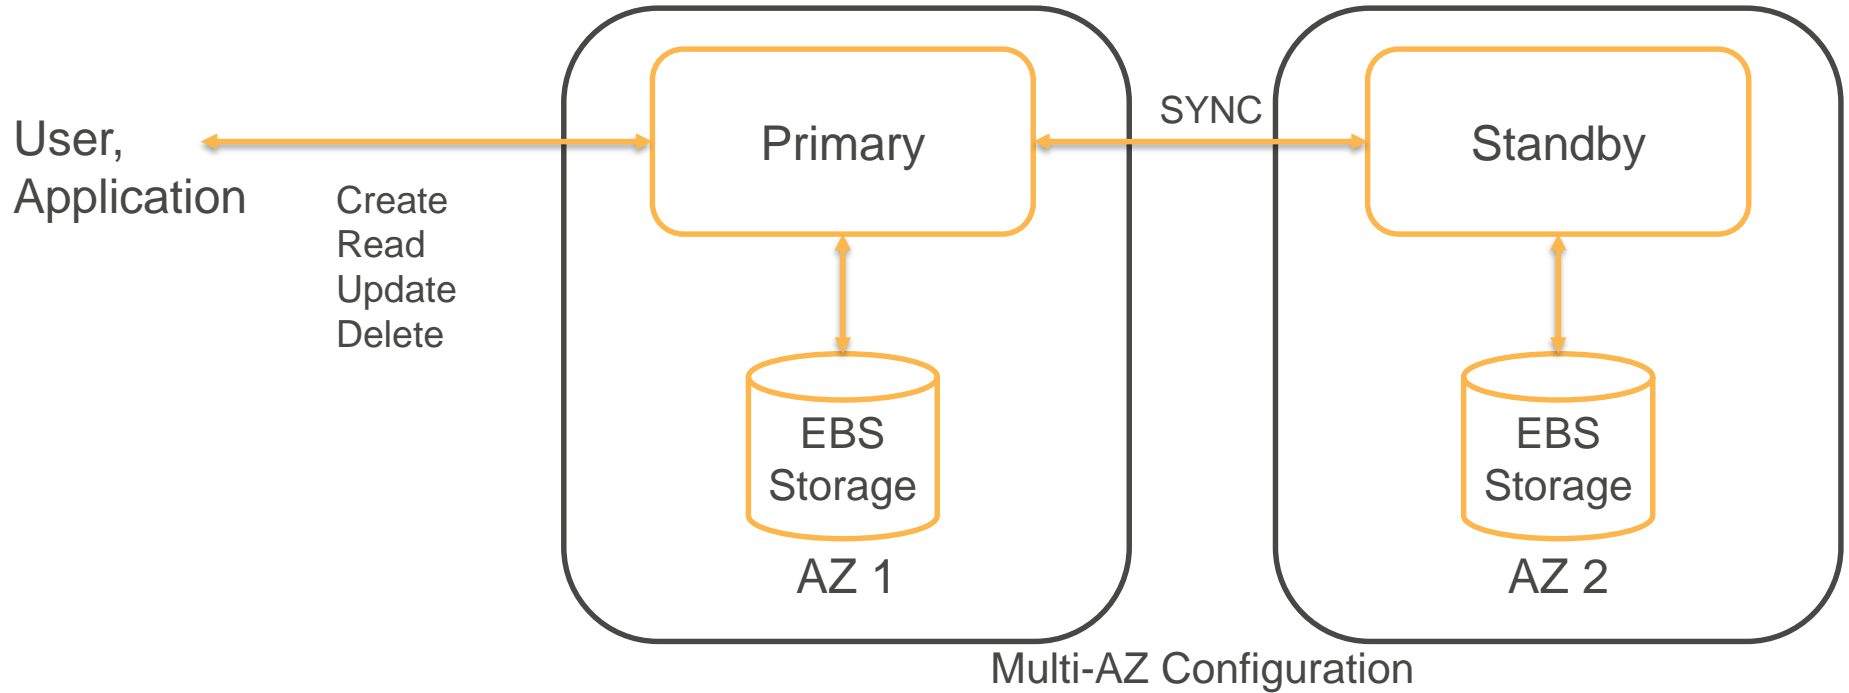 User,
Application
Create
Read
Update
Delete
Primary
EBS
Storage
AZ 1
SYNC
Standby
EBS
Storage
AZ 2
Multi-AZ Configuration